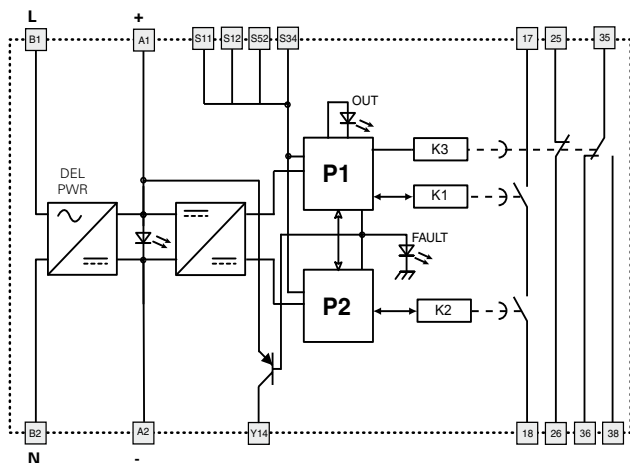 L +
B1 A1 S11 S12 S52 S34 17 25 35
OUT
DEL
PWR
P1
K3
K1
FAULT
P2
K2
B2 A2 Y14 18 26 36 38
N -